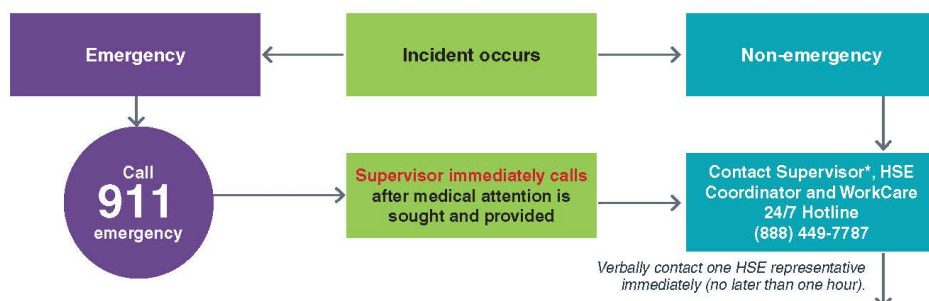 Emergency
Incident occurs
Non-emergency
Call
911
emergency
Supervisor immediately calls
after medical attention is
sought and provided
Contact Supervisor*, HSE
Coordinator and WorkCare
24/7 Hotline
(888) 449-7787
Verbally contact one HSE representative
immediately (no later than one hour).